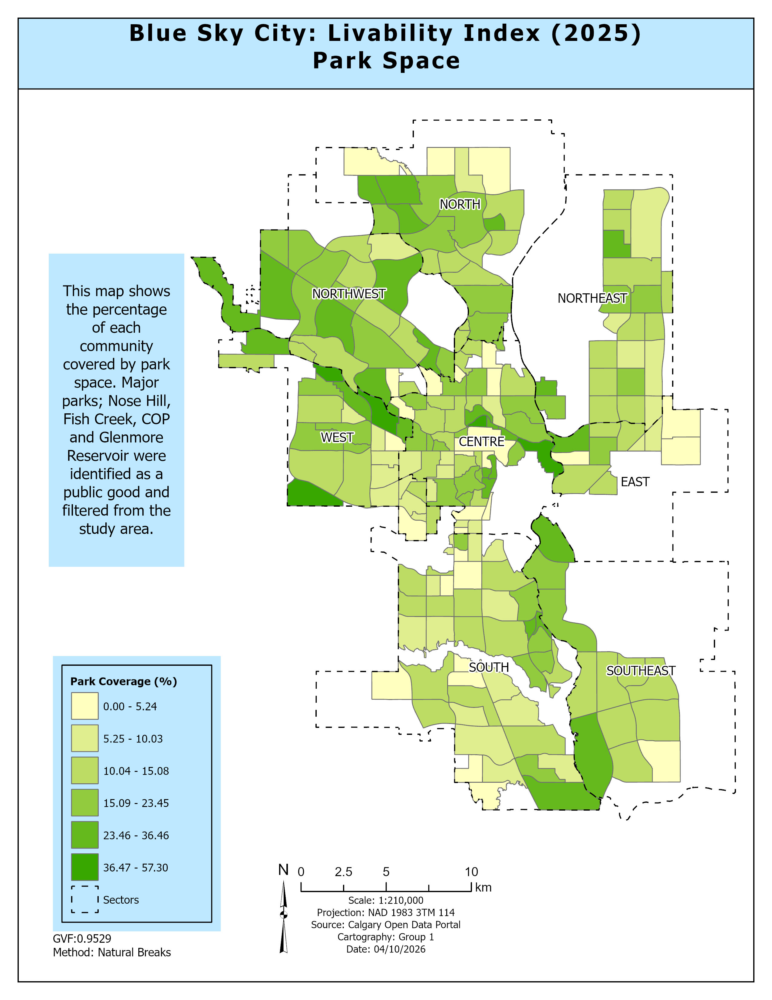 Blue Sky City: Livability Index (2025)
Park Space
NORTH
NORTHWEST
NORTHEAST
This map shows
the percentage
of each
community
covered by park
space. Major
parks; Nose Hill,
Fish Creek, COP
and Glenmore
Reservoir were
identified as a
public good and
filtered from the
study area.
WEST
CENTRE
EAST
SOUTH
SOUTHEAST
Park Coverage (%)
0.00 - 5.24
5.25 - 10.03
10.04 - 15.08
15.09 - 23.45
23.46 - 36.46
36.47 - 57.30
Sectors
GVF:0.9529
Method: Natural Breaks
N
0 2.5 5 10
km
Scale: 1:210,000
Projection: NAD 1983 3TM 114
Source: Calgary Open Data Portal
Cartography: Group 1
Date: 04/10/2026